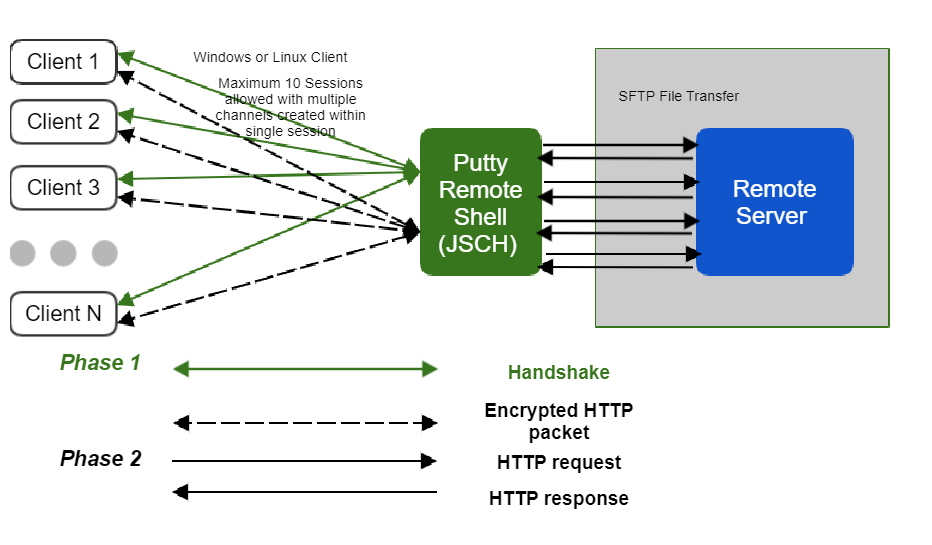 Client 1
Client 2
Client 3
Client N
Windows or Linux Client
Maximum 10 Sessions
allowed with multiple
channels created within
single session
Putty
Remote
Shell
(JSCH)
SFTP File Transfer
Remote
Server
Phase 1
Handshake
Encrypted HTTP
packet
Phase 2
HTTP request
HTTP response